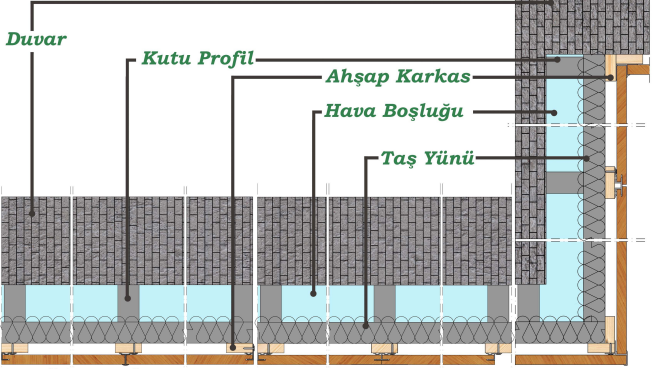 Duvar
Kutu Profil
Ahşap Karkas
Hava Boşluğu
Taş Yünü